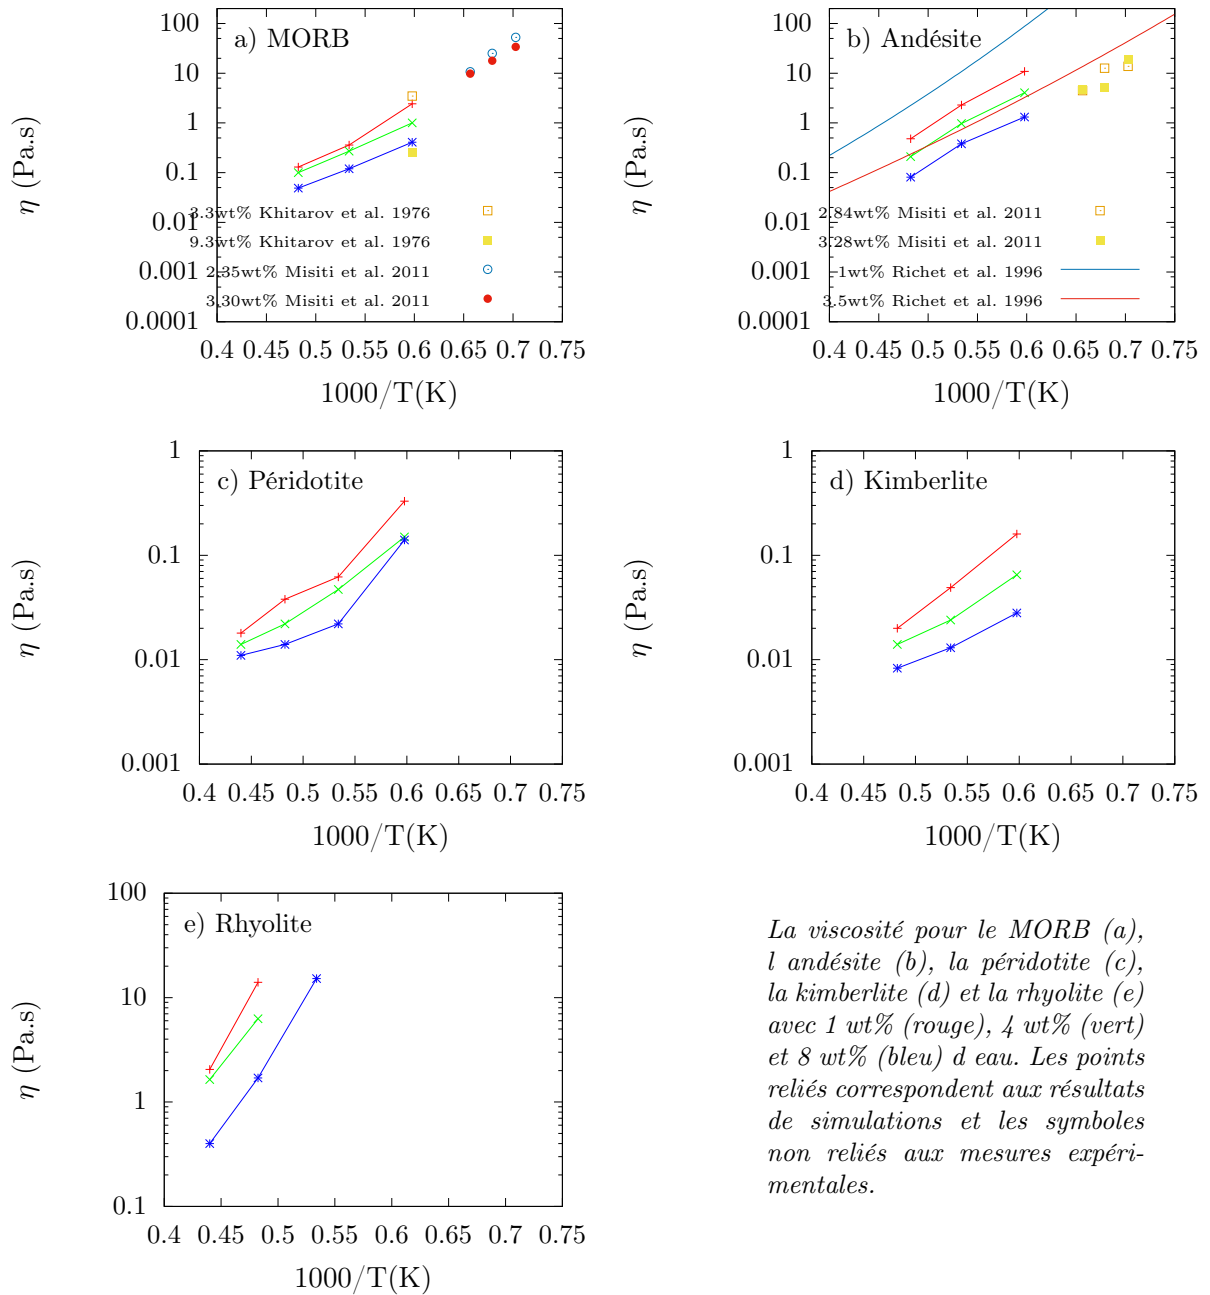 a) MORB
η (Pa.s)
100
10
1
0.1
0.01
0.001
0.0001
3.3wt% Khitarov et al. 1976
9.3wt% Khitarov et al. 1976
2.35wt% Misiti et al. 2011
3.30wt% Misiti et al. 2011
0.4 0.45 0.5 0.55 0.6 0.65 0.7 0.75
1000/T(K)
b) Andésite
η (Pa.s)
100
10
1
0.1
0.01
0.001
0.0001
2.84wt% Misiti et al. 2011
3.28wt% Misiti et al. 2011
1wt% Richet et al. 1996
3.5wt% Richet et al. 1996
0.4 0.45 0.5 0.55 0.6 0.65 0.7 0.75
1000/T(K)
c) Péridotite
η (Pa.s)
1
0.1
0.01
0.001
0.4 0.45 0.5 0.55 0.6 0.65 0.7 0.75
1000/T(K)
d) Kimberlite
η (Pa.s)
1
0.1
0.01
0.001
0.4 0.45 0.5 0.55 0.6 0.65 0.7 0.75
1000/T(K)
e) Rhyolite
η (Pa.s)
100
10
1
0.1
0.4 0.45 0.5 0.55 0.6 0.65 0.7 0.75
1000/T(K)
La viscosité pour le MORB (a),
l andésite (b), la péridotite (c),
la kimberlite (d) et la rhyolite (e)
avec 1 wt% (rouge), 4 wt% (vert)
et 8 wt% (bleu) d eau. Les points
reliés correspondent aux résultats
de simulations et les symboles
non reliés aux mesures expéri-
mentales.